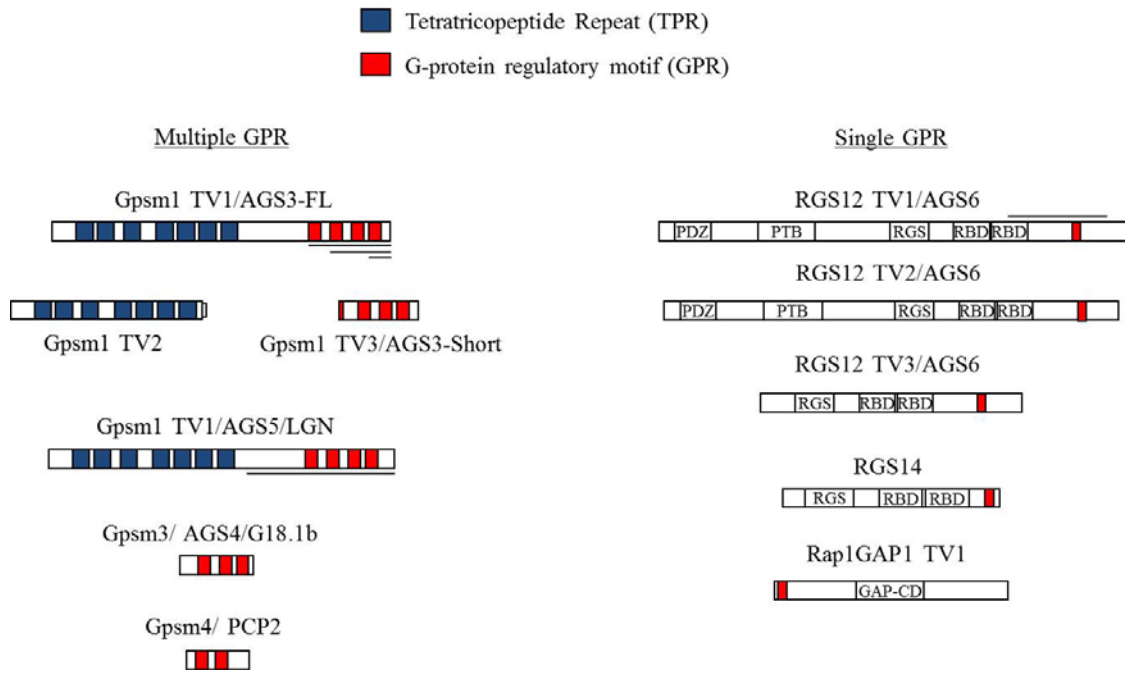 Tetratricopeptide Repeat (TPR)
G-protein regulatory motif (GPR)
Multiple GPR
Gpsm1 TV1/AGS3-FL
Gpsm1 TV2
Gpsm1 TV3/AGS3-Short
Gpsm1 TV1/AGS5/LGN
Gpsm3/ AGS4/G18.1b
Gpsm4/ PCP2
Single GPR
RGS12 TV1/AGS6
PDZ PTB RGS RBD RBD
RGS12 TV2/AGS6
PDZ PTB RGS RBD RBD
RGS12 TV3/AGS6
RGS RBD RBD
RGS14
RGS RBD RBD
Rap1GAP1 TV1
GAP-CD